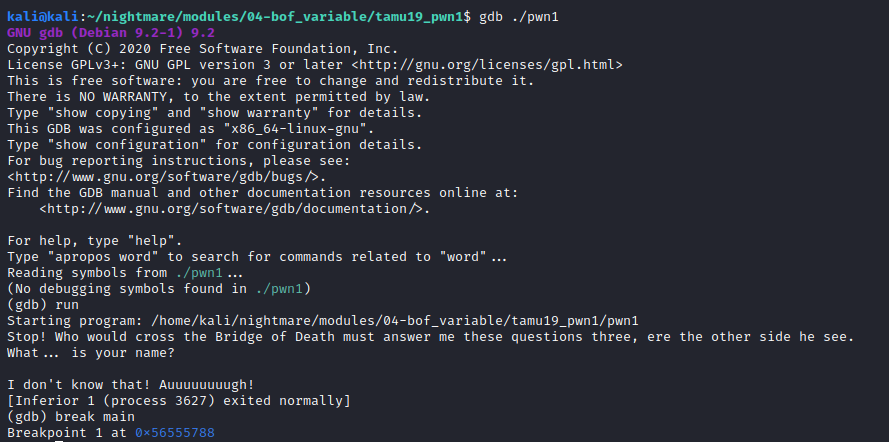 kali@kali:~/nightmare/modules/04-bof_variable/tamu19_pwn1$ gdb ./pwn1
GNU gdb (Debian 9.2-1) 9.2
Copyright (C) 2020 Free Software Foundation, Inc.
License GPLv3+: GNU GPL version 3 or later <http://gnu.org/licenses/gpl.html>
This is free software: you are free to change and redistribute it.
There is NO WARRANTY, to the extent permitted by law.
Type "show copying" and "show warranty" for details.
This GDB was configured as "x86_64-linux-gnu".
Type "show configuration" for configuration details.
For bug reporting instructions, please see:
<http://www.gnu.org/software/gdb/bugs/>.
Find the GDB manual and other documentation resources online at:
    <http://www.gnu.org/software/gdb/documentation/>.

For help, type "help".
Type "apropos word" to search for commands related to "word"...
Reading symbols from ./pwn1...
(No debugging symbols found in ./pwn1)
(gdb) run
Starting program: /home/kali/nightmare/modules/04-bof_variable/tamu19_pwn1/pwn1
Stop! Who would cross the Bridge of Death must answer me these questions three, ere the other side he see.
What... is your name?

I don't know that! Auuuuuuuugh!
[Inferior 1 (process 3627) exited normally]
(gdb) break main
Breakpoint 1 at 0x56555788